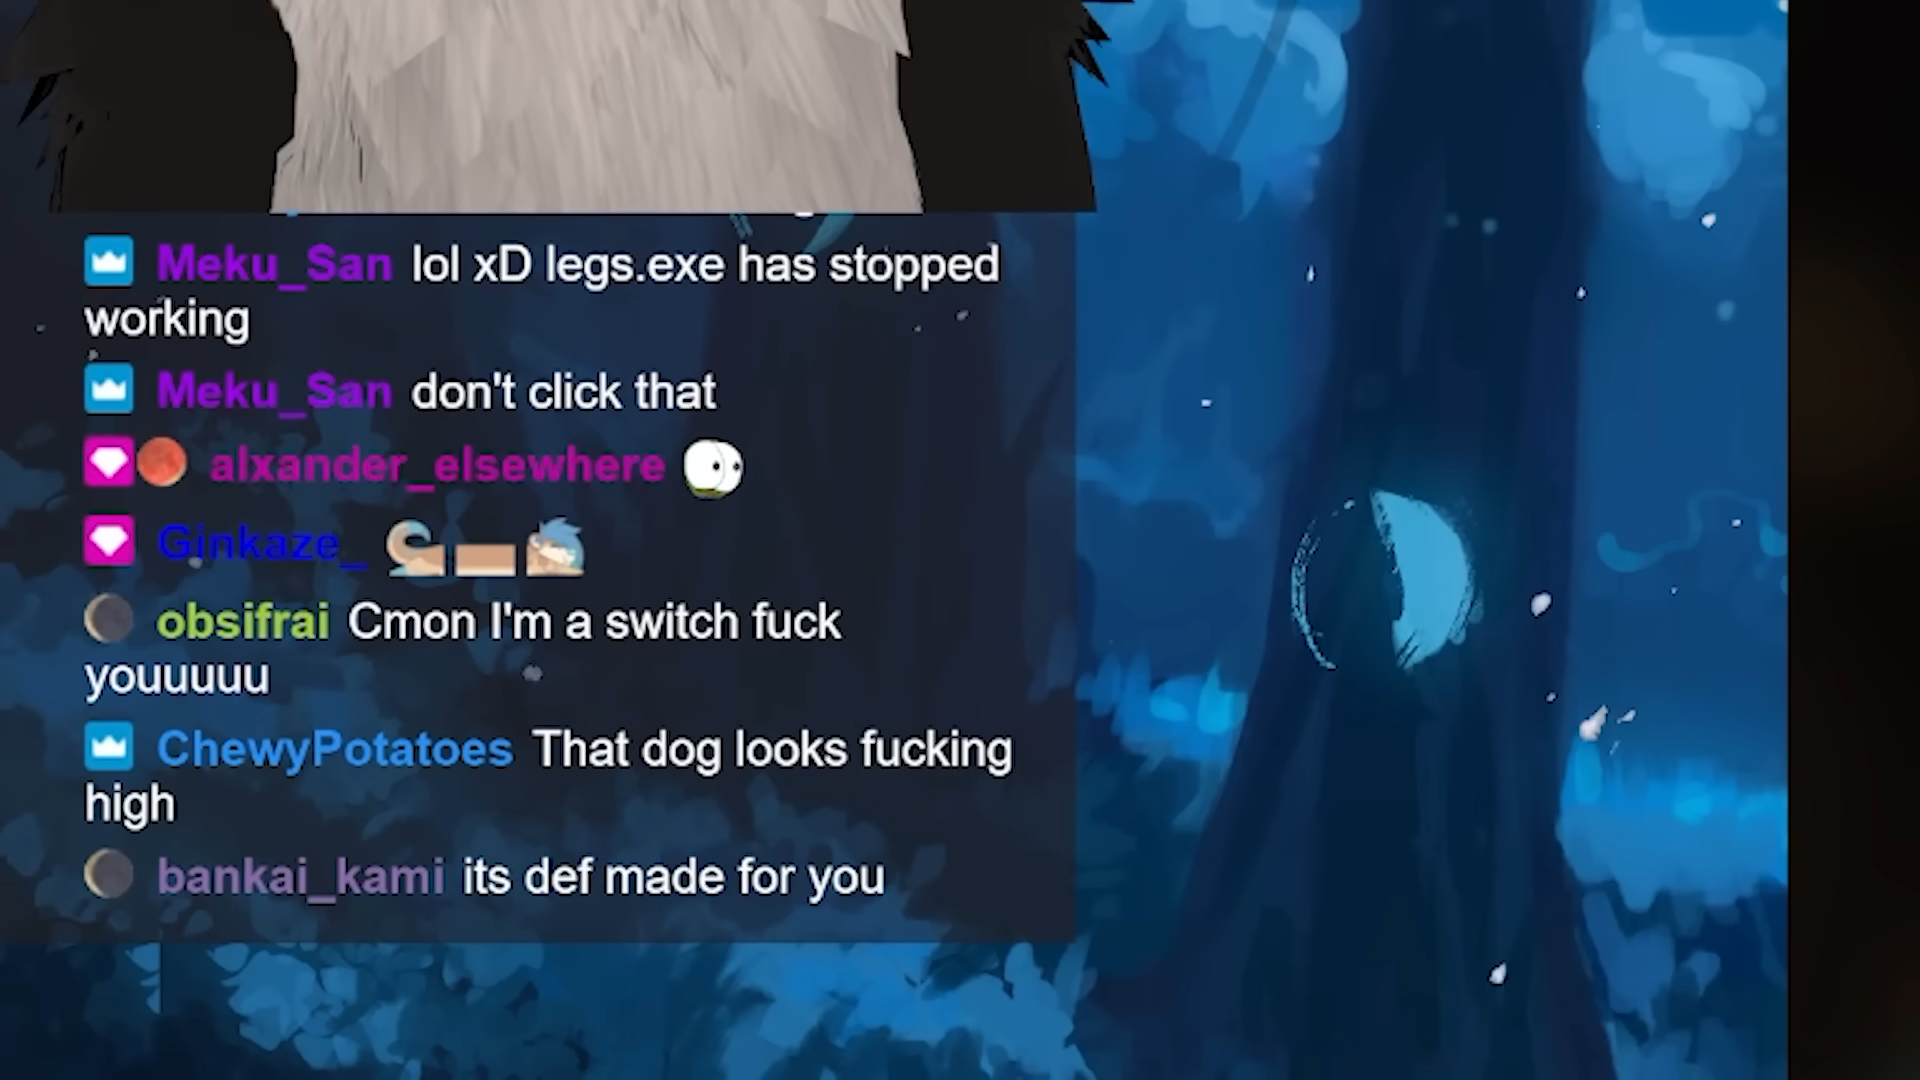 Meku_San lol xD legs.exe has stopped
working
Meku_San don't click that
alxander_elsewhere
Ginkaze_
obsifrai Cmon I'm a switch fuck
youuuuu
ChewyPotatoes That dog looks fucking
high
bankai_kami its def made for you